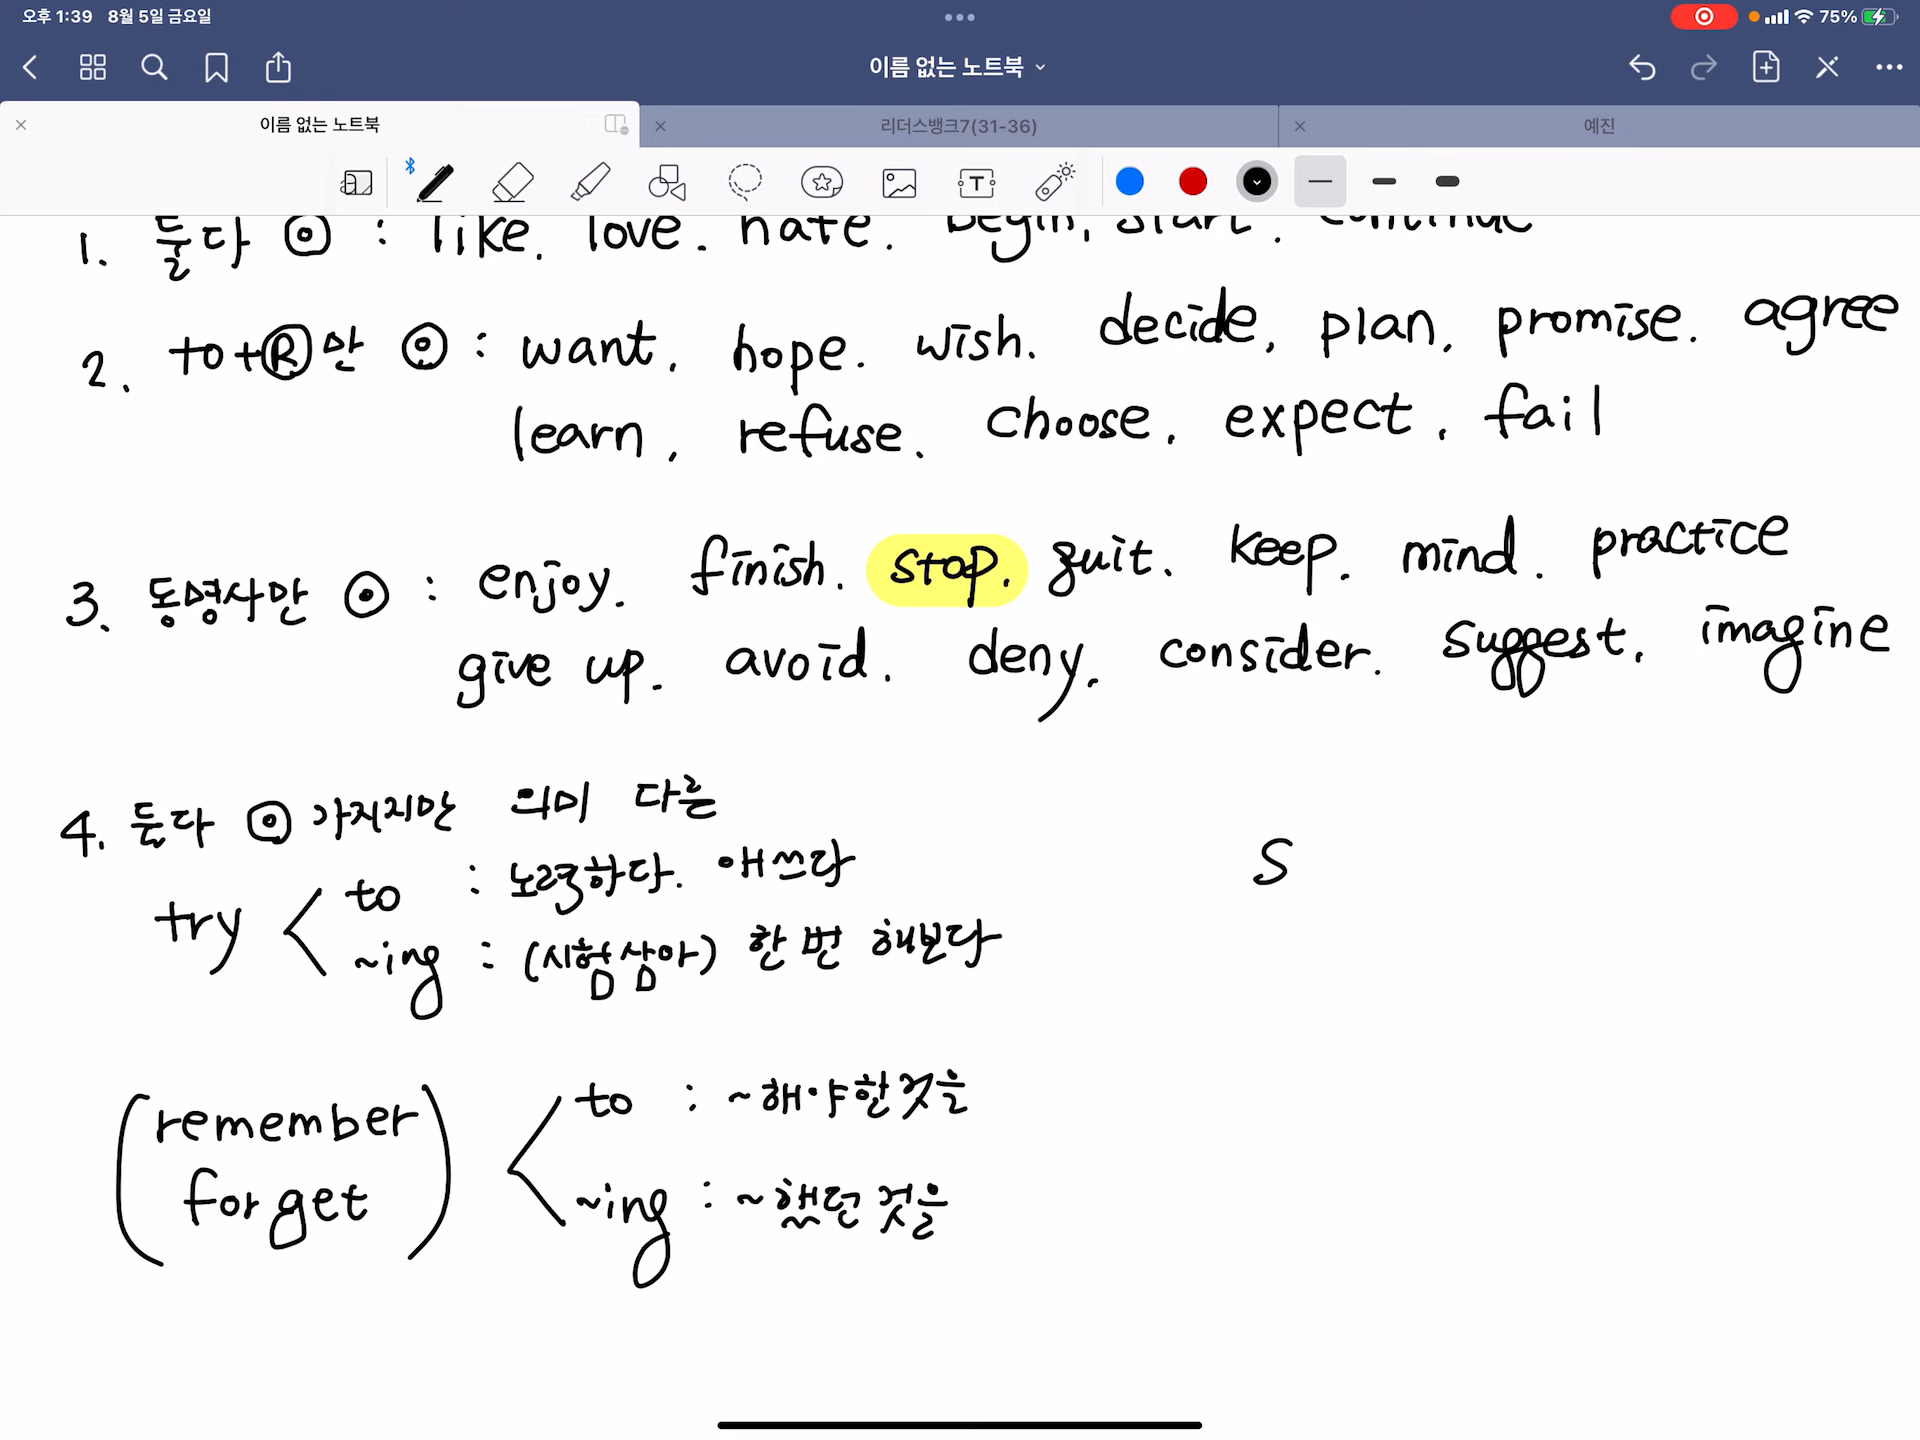 오후 1:39 8월 5일 금요일
75%
이름 없는 노트북
이름 없는 노트북
리더스뱅크7(31-36)
예진
1. 둘다 ⊙ : like. love. hate. begin, start. continue
2. to+Ⓡ만 ⊙ : want, hope. wish. decide, plan, promise. agree
learn, refuse. choose, expect, fail
3. 동명사만 ⊙ : enjoy. finish. stop. quit. keep. mind. practice
give up. avoid. deny. consider. suggest. imagine
4. 둘다 ⊙ 가지지만 의미 다름
S
try < to : 노력하다. 애쓰다
~ing : (시험삼아) 한 번 해보다
(remember forget) < to : ~해야할것을
~ing : ~했던 것을